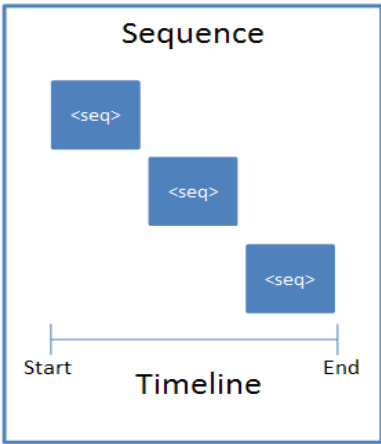 Sequence
<seq>
<seq>
<seq>
Start
End
Timeline